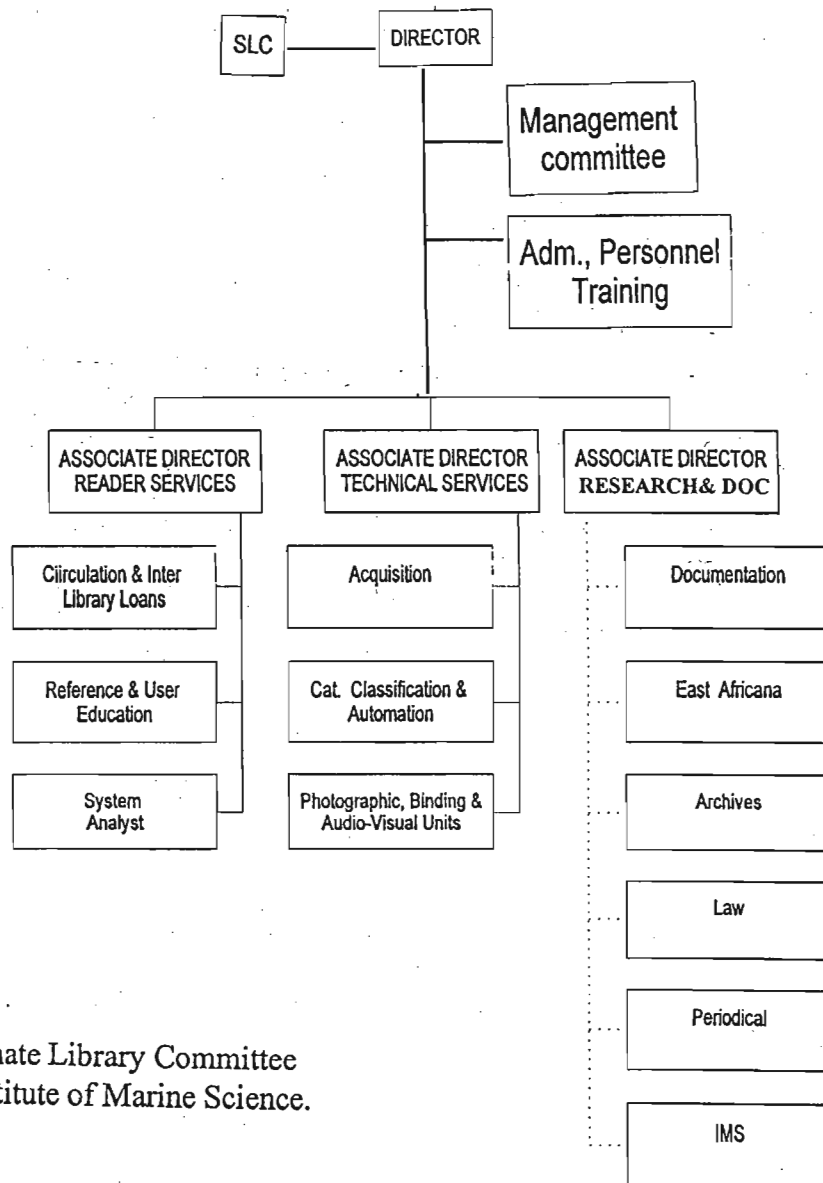 SLC
DIRECTOR
Management
committee
Adm., Personnel
Training
ASSOCIATE DIRECTOR
READER SERVICES
ASSOCIATE DIRECTOR
TECHNICAL SERVICES
ASSOCIATE DIRECTOR
RESEARCH& DOC
Ciirculation & Inter
Library Loans
Reference & User
Education
System
Analyst
Acquisition
Cat. Classification &
Automation
Photographic, Binding &
Audio-Visual Units
Documentation
East Africana
Archives
Law
Periodical
IMS
nate Library Committee
titute of Marine Science.